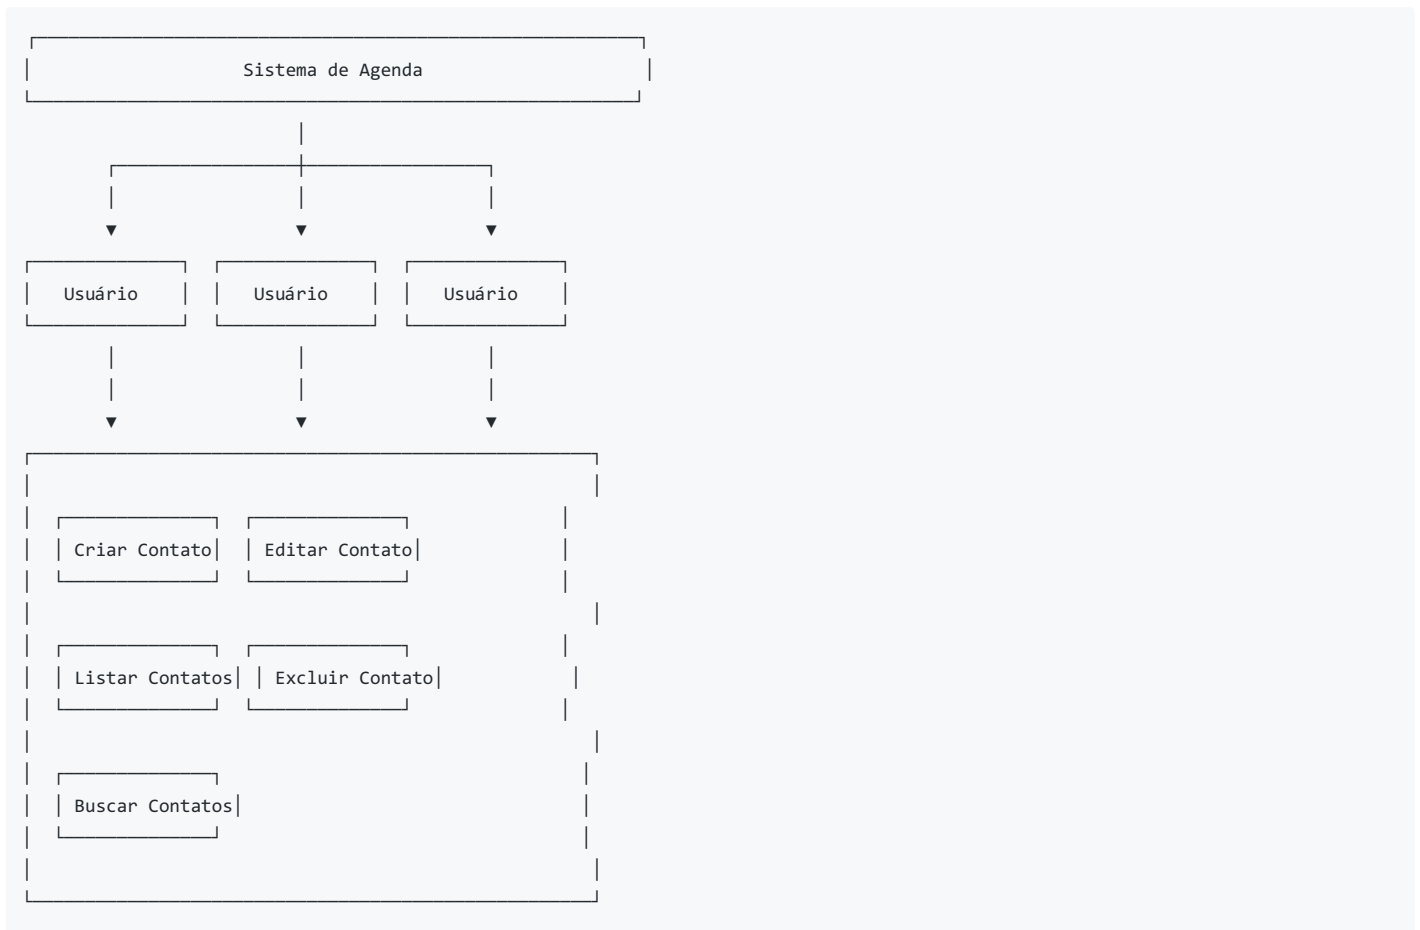 Sistema de Agenda
Usuário Usuário Usuário
Criar Contato Editar Contato
Listar Contatos Excluir Contato
Buscar Contatos